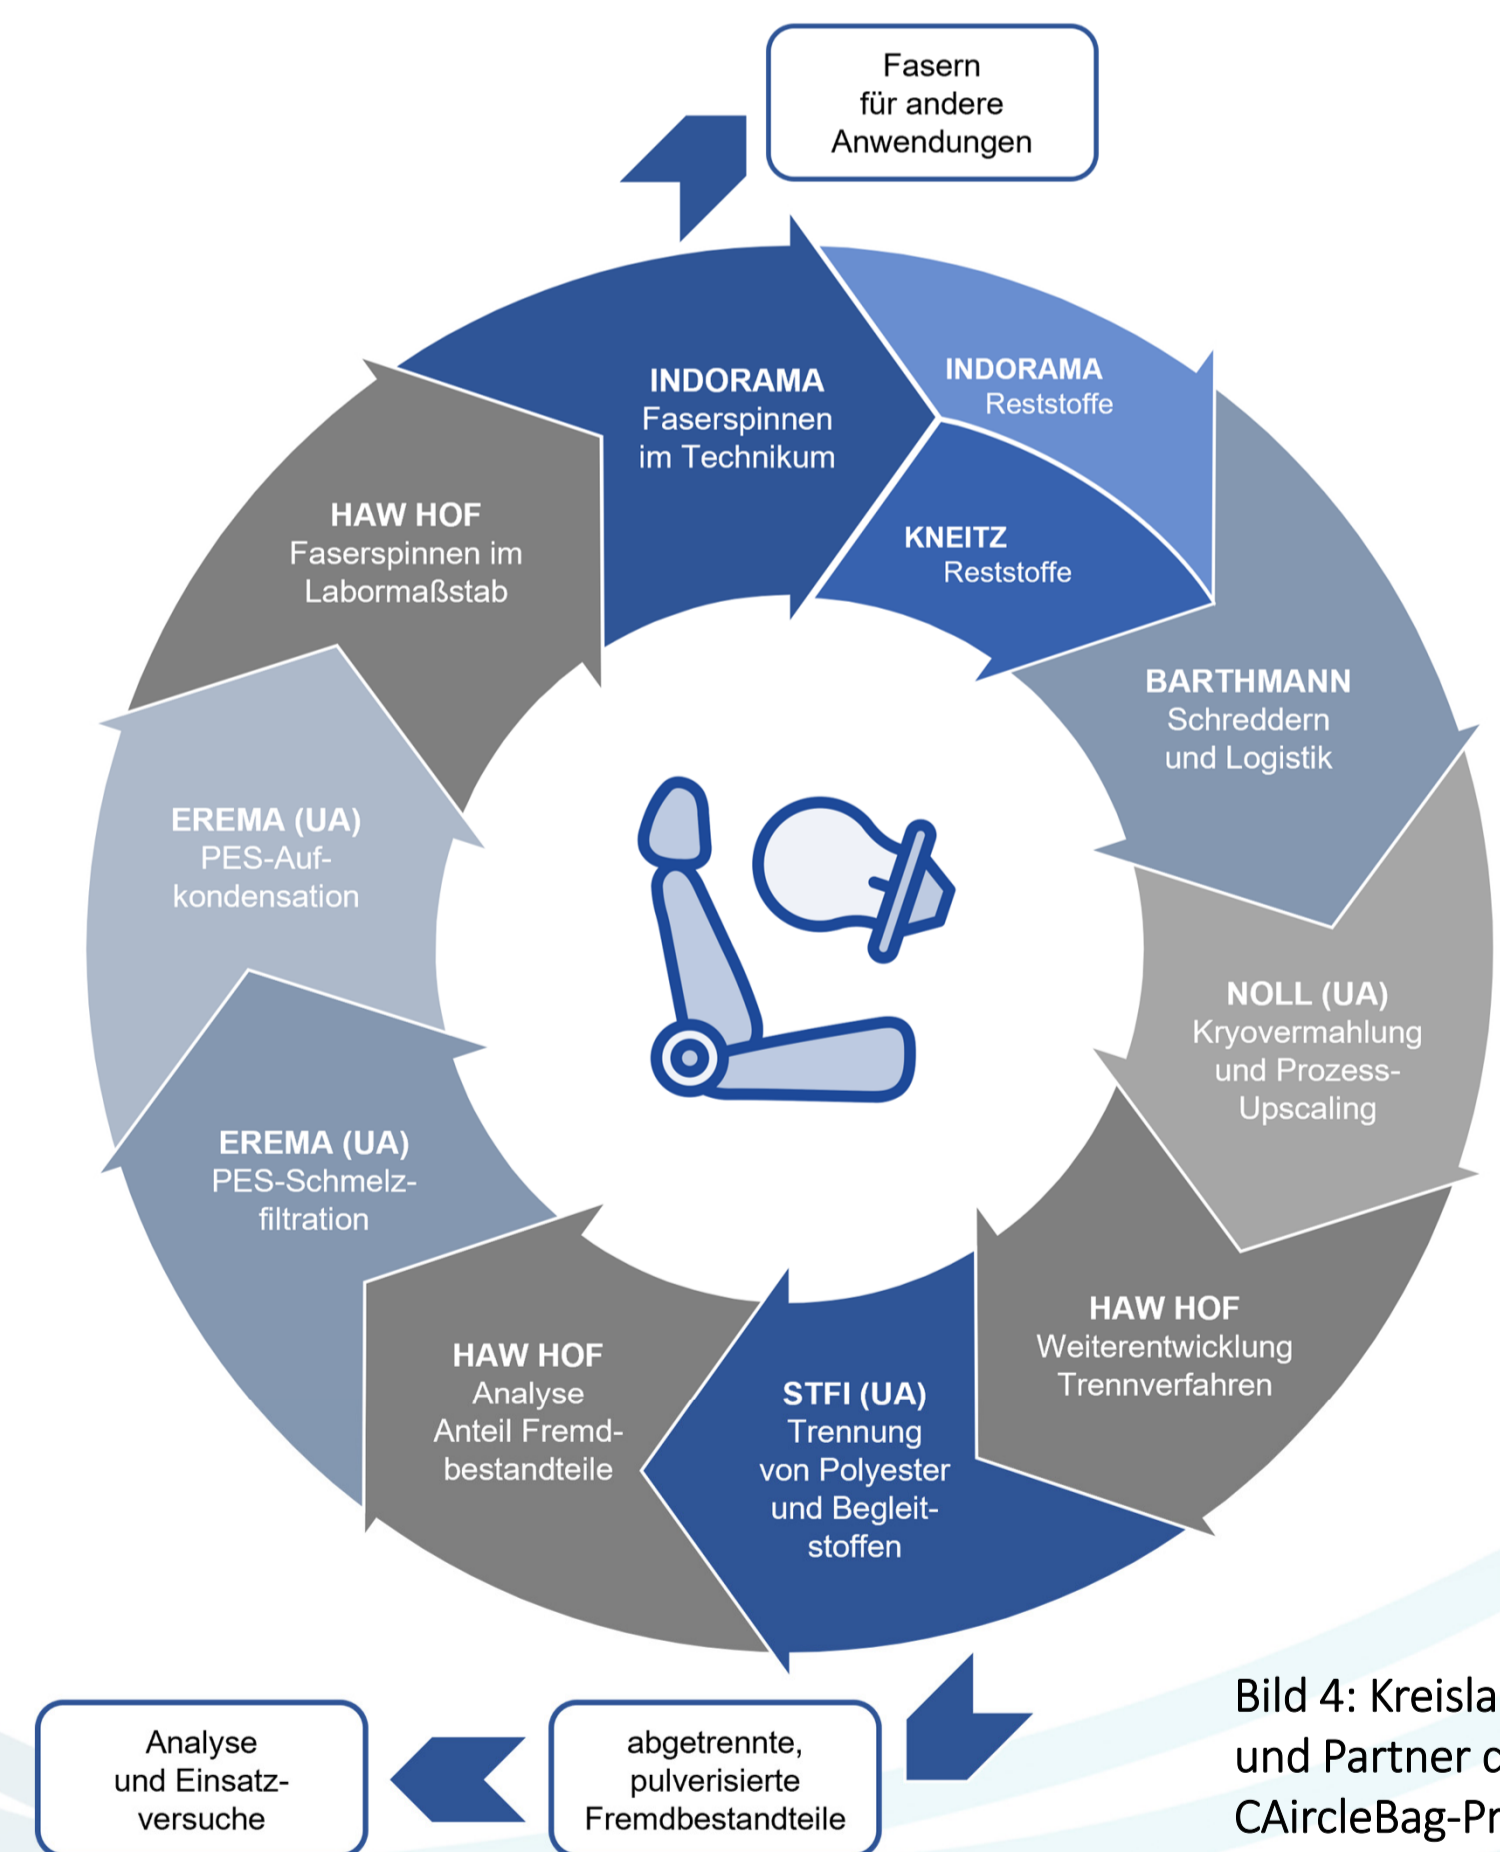 Fasern
für andere
Anwendungen
INDORAMA
Faserspinnen
im Technikum
INDORAMA
Reststoffe
KNEITZ
Reststoffe
BARTHMANN
Schreddern
und Logistik
NOLL (UA)
Kryovermahlung
und Prozess-
Upscaling
HAW HOF
Weiterentwicklung
Trennverfahren
STFI (UA)
Trennung
von Polyester
und Begleit-
stoffen
HAW HOF
Analyse
Anteil Fremd-
bestandteile
EREMA (UA)
PES-Schmelz-
filtration
EREMA (UA)
PES-Auf-
kondensation
HAW HOF
Faserspinnen im
Labormaßstab
abgetrennte,
pulverisierte
Fremdbestandteile
Analyse
und Einsatz-
versuche
Bild 4:
und Partner